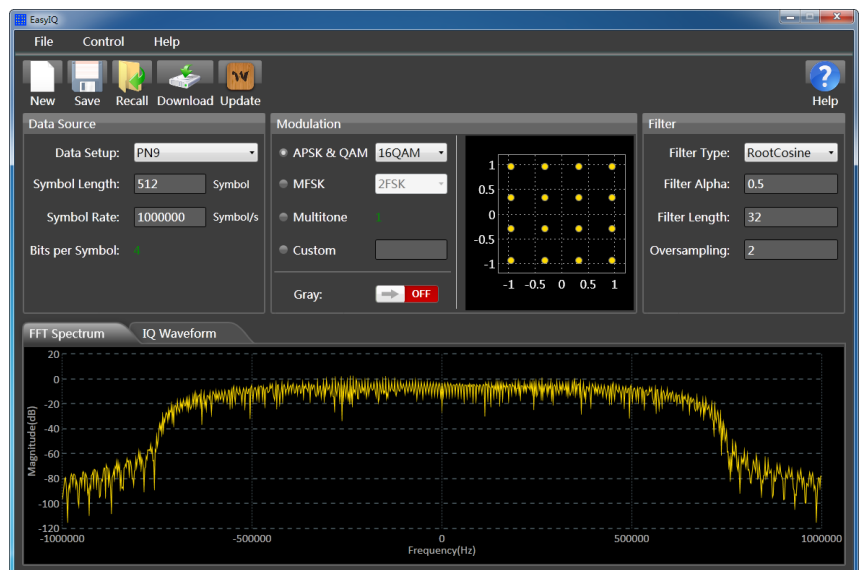 EasyIQ
File Control Help
New Save Recall Download Update Help
Data Source
Data Setup: PN9
Symbol Length: 512 Symbol
Symbol Rate: 1000000 Symbol/s
Bits per Symbol: 4
Modulation
APSK & QAM 16QAM
MFSK 2FSK
Multitone 1
Custom
Gray: OFF
1
0.5
0
-0.5
-1
-1 -0.5 0 0.5 1
Filter
Filter Type: RootCosine
Filter Alpha: 0.5
Filter Length: 32
Oversampling: 2
FFT Spectrum IQ Waveform
Magnitude(dB)
20
0
-20
-40
-60
-80
-100
-120
-1000000 -500000 0 500000 1000000
Frequency(Hz)